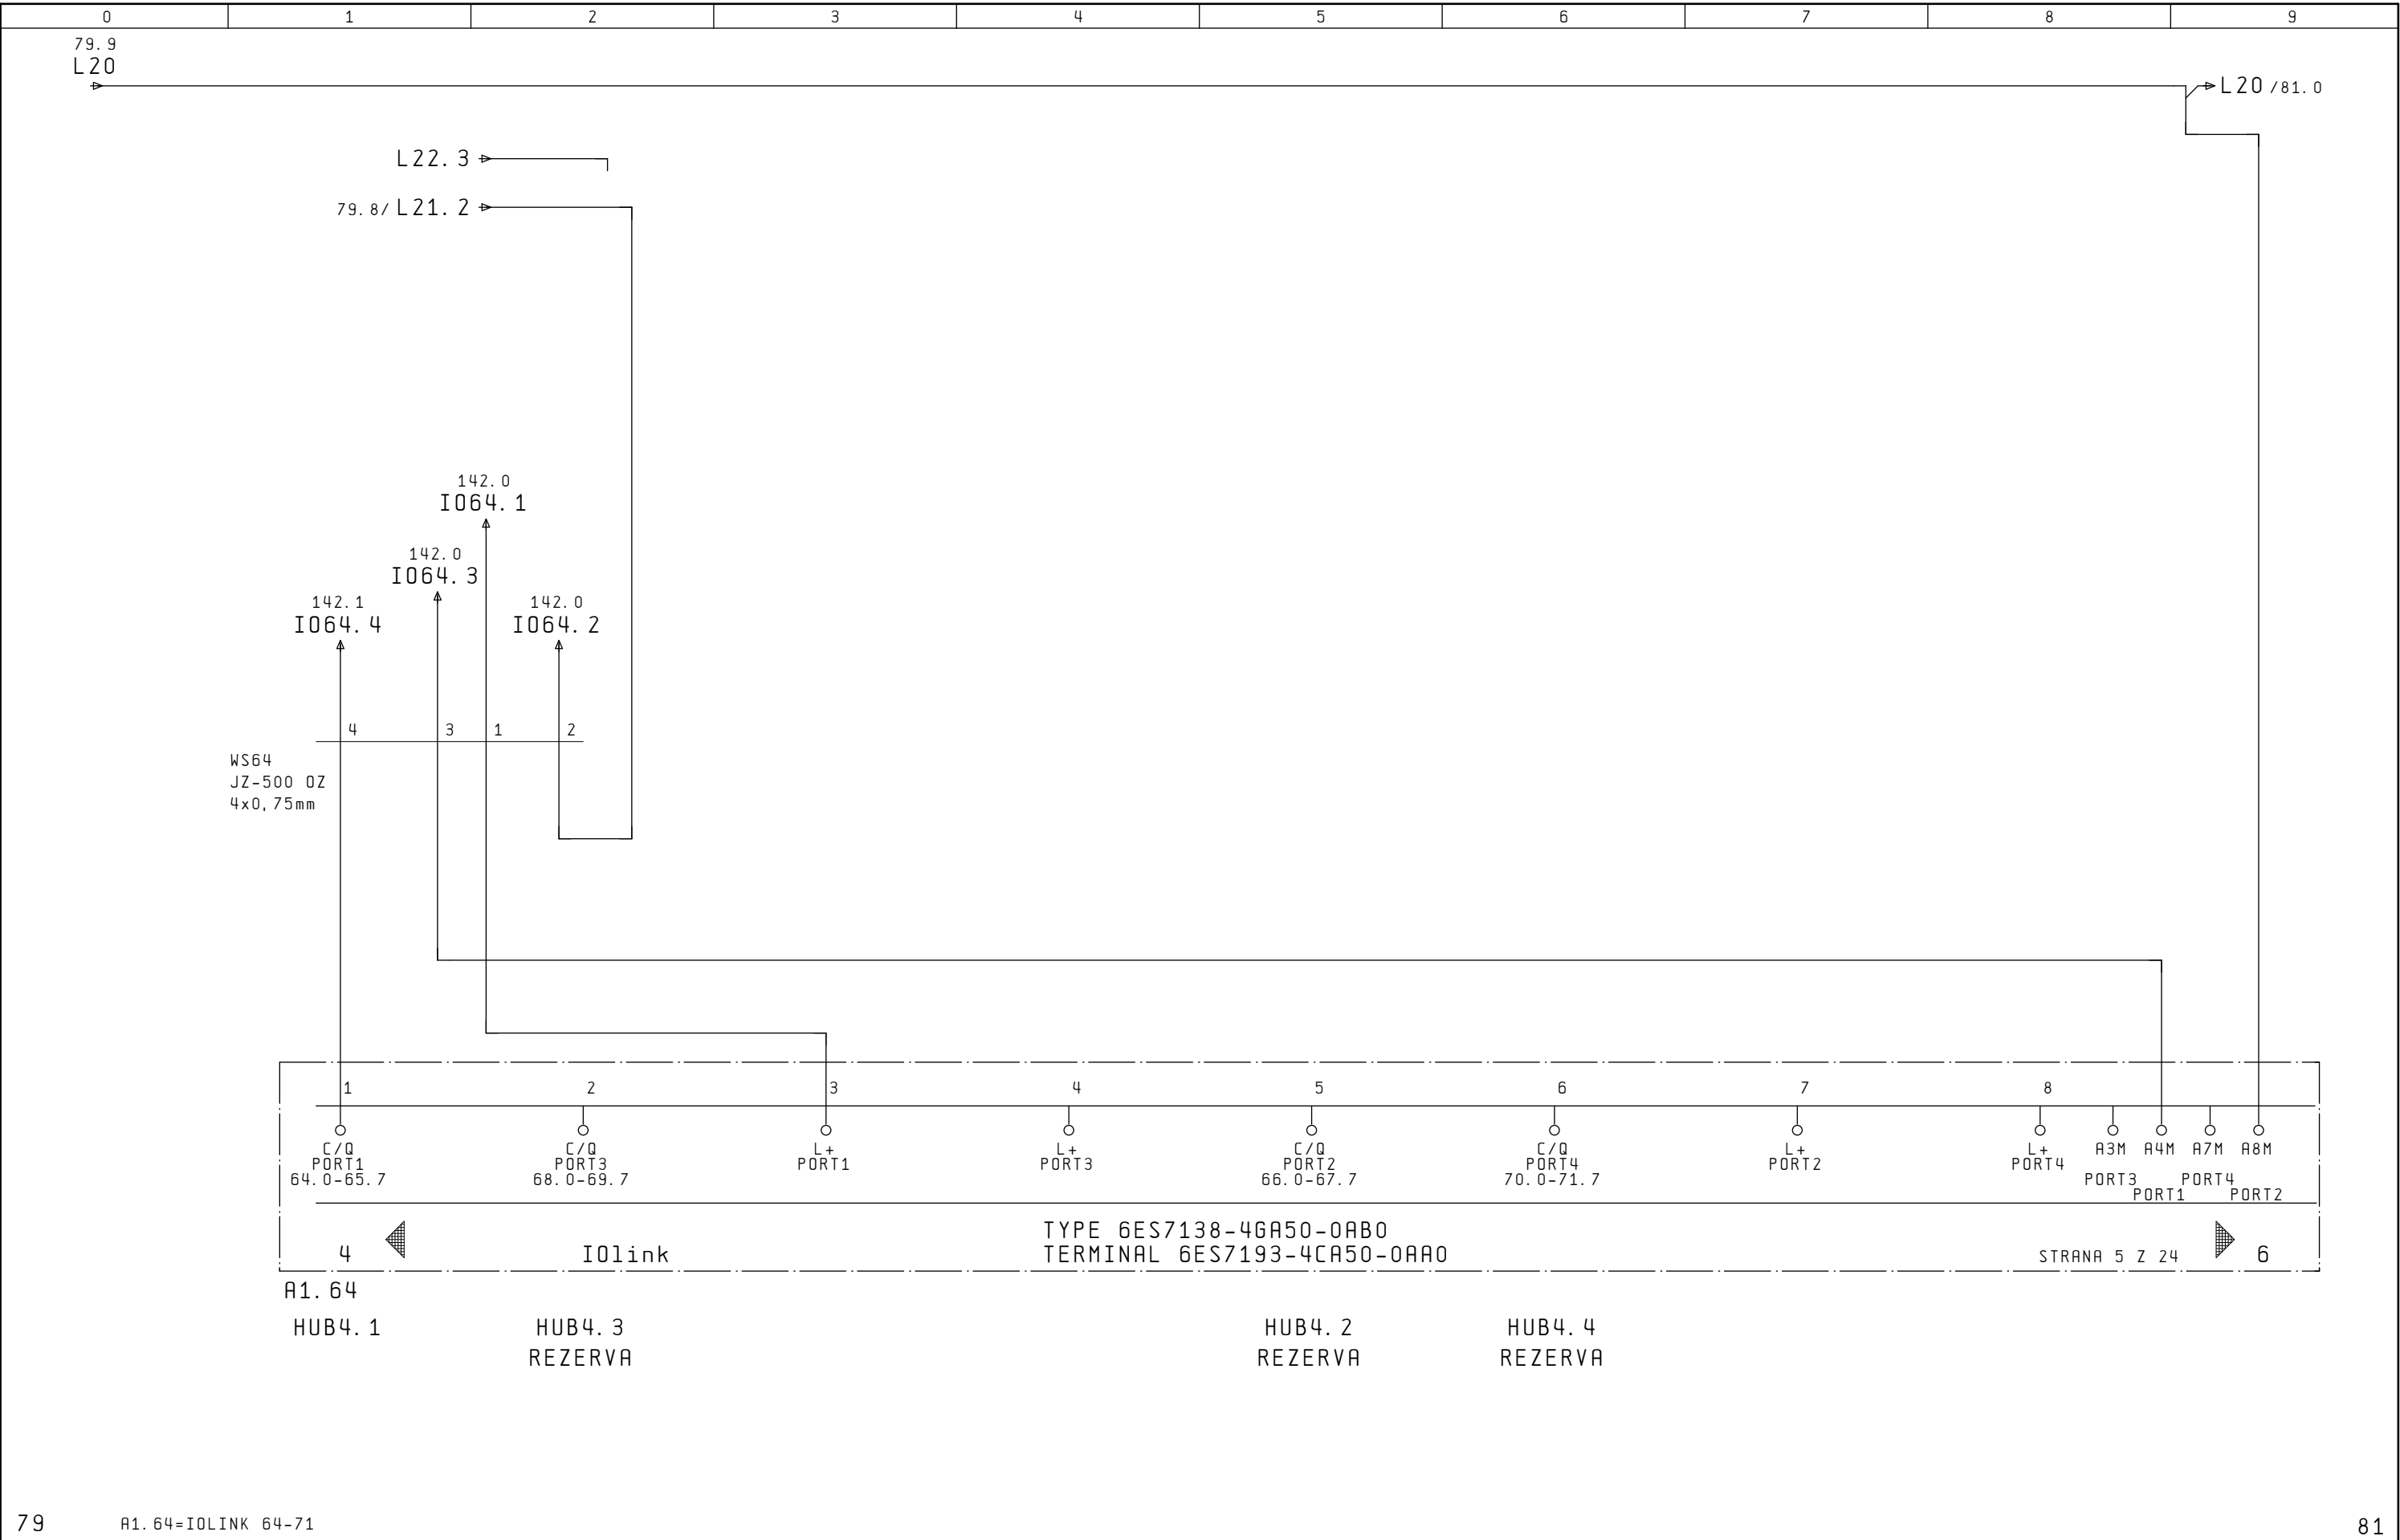 0 1 2 3 4 5 6 7 8 9
79.9
L20
L20 /81.0
L22.3
79.8/ L21.2
142.0
IO64.1
142.0
IO64.3
142.1
IO64.4
142.0
IO64.2
4 3 1 2
WS64
JZ-500 OZ
4x0,75mm
1 2 3 4 5 6 7 8
C/Q
PORT1
64.0-65.7
C/Q
PORT3
68.0-69.7
L+
PORT1
L+
PORT3
C/Q
PORT2
66.0-67.7
C/Q
PORT4
70.0-71.7
L+
PORT2
L+
PORT4
A3M A4M A7M A8M
PORT3 PORT4
PORT1 PORT2
TYPE 6ES7138-4GA50-0AB0
4 IOlink TERMINAL 6ES7193-4CA50-0AA0 STRANA 5 Z 24 6
A1.64
HUB4.1 HUB4.3 HUB4.2 HUB4.4
REZERVA REZERVA REZERVA
79 A1.64=IOLINK 64-71 81